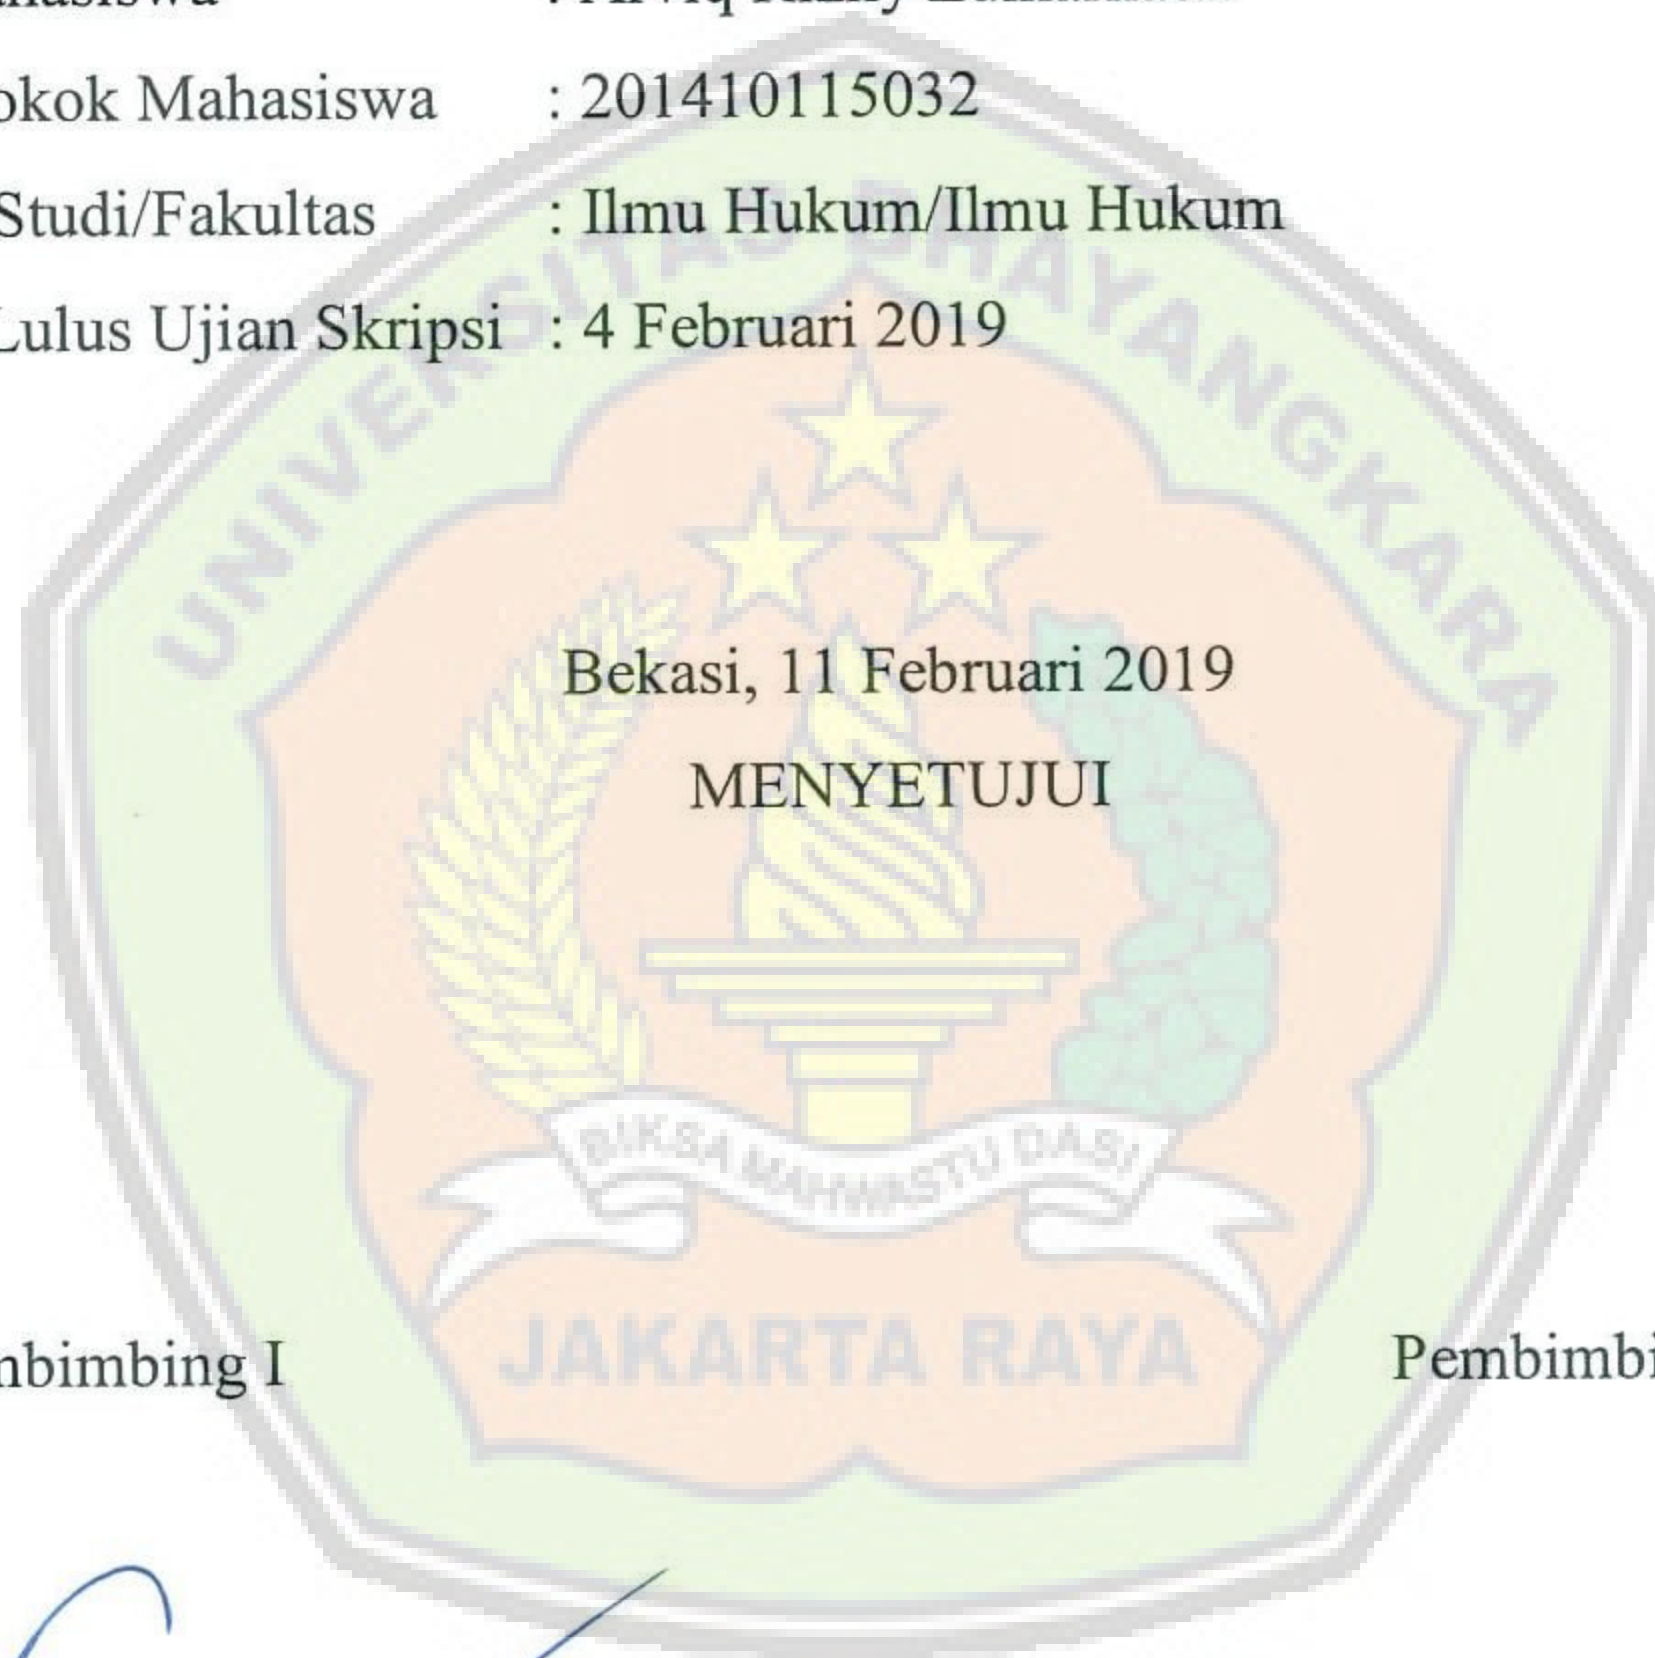 : 201410115032
okok Mahasiswa
Studi/Fakultas : Ilmu Hukum/Ilmu Hukum
Lulus Ujian Skripsi : 4 Februari 2019
UNIVERSITAS BHAYANGKARA
Bekasi, 11 Februari 2019
MENYETUJUI
BIKSA MAHWASTU DASI
JAKARTA RAYA
mbimbing I Pembimbi